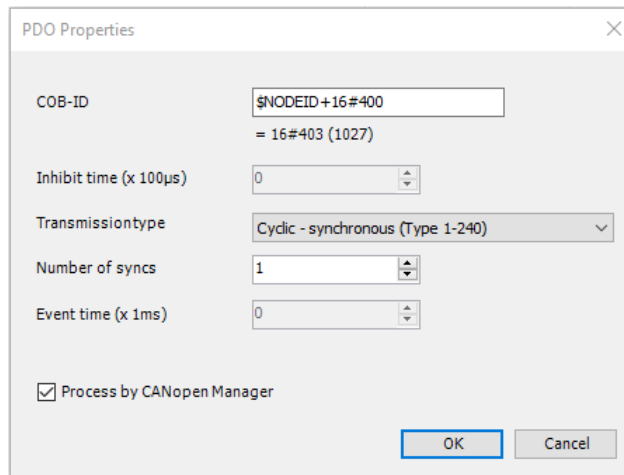 PDO Properties
COB-ID
$NODEID+16#400
= 16#403 (1027)
Inhibit time (x 100µs)
0
Transmissiontype
Cyclic - synchronous (Type 1-240)
Number of syncs
1
Event time (x 1ms)
0
Process by CANopen Manager
OK
Cancel